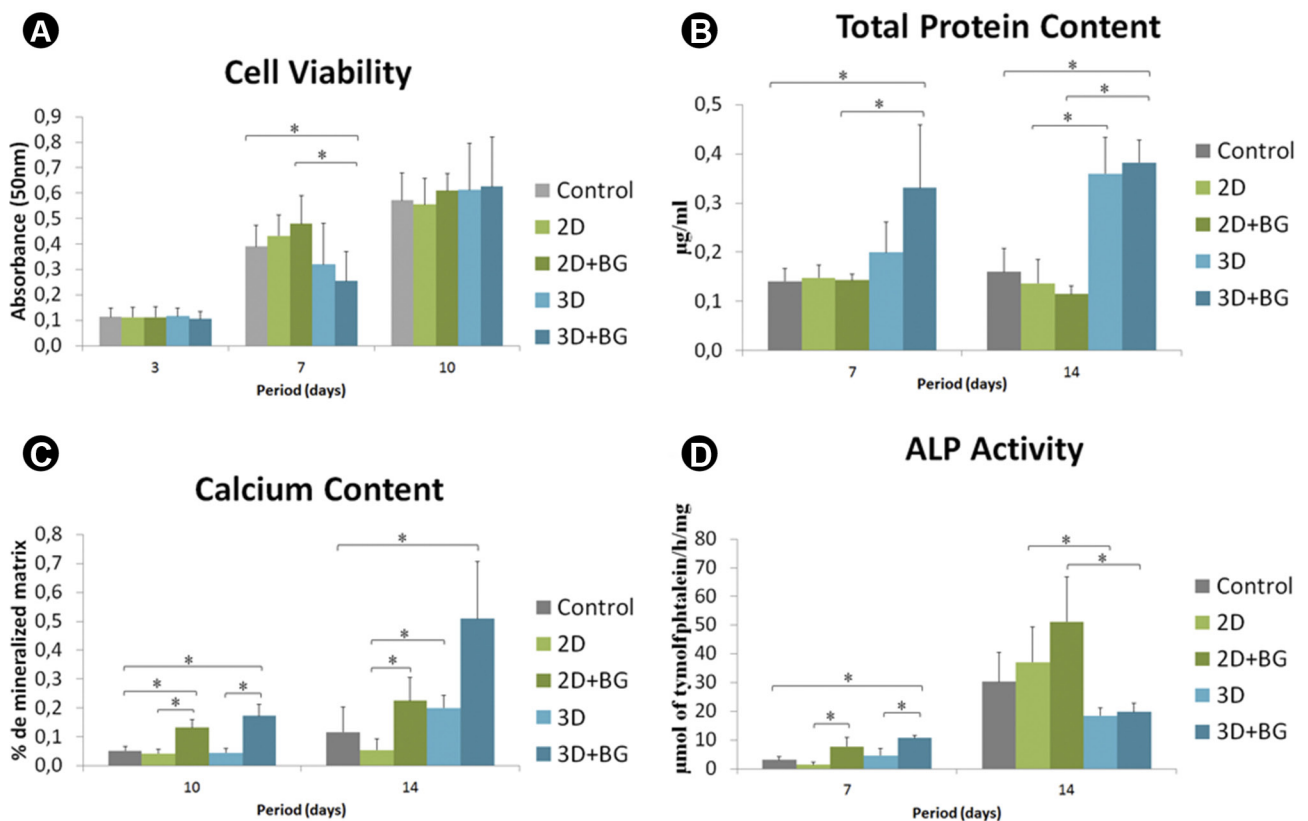 A
Cell Viability
Absorbance (50nm)
0,9
0,8
0,7
0,6
0,5
0,4
0,3
0,2
0,1
0,0
*
*
3
7
10
Period (days)
Control
2D
2D+BG
3D
3D+BG
B
Total Protein Content
µg/ml
0,5
0,4
0,3
0,2
0,1
0,0
*
*
*
*
*
7
14
Period (days)
Control
2D
2D+BG
3D
3D+BG
C
Calcium Content
% de mineralized matrix
0,8
0,7
0,6
0,5
0,4
0,3
0,2
0,1
0,0
*
*
*
*
*
*
*
10
14
Period (days)
Control
2D
2D+BG
3D
3D+BG
D
ALP Activity
µmol of tymolfphtalein/h/mg
80
70
60
50
40
30
20
10
0
*
*
*
*
*
7
14
Period (days)
Control
2D
2D+BG
3D
3D+BG